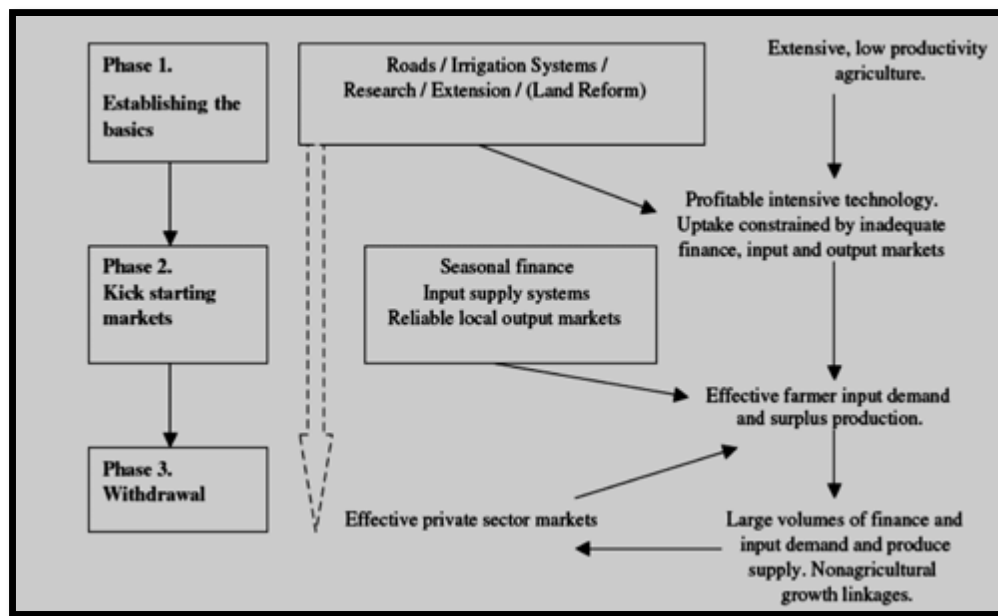 Phase 1.
Establishing the
basics
Roads / Irrigation Systems /
Research / Extension / (Land Reform)
Extensive, low productivity
agriculture.
Profitable intensive technology.
Uptake constrained by inadequate
finance, input and output markets
Phase 2.
Kick starting
markets
Seasonal finance
Input supply systems
Reliable local output markets
Effective farmer input demand
and surplus production.
Phase 3.
Withdrawal
Effective private sector markets
Large volumes of finance and
input demand and produce
supply. Nonagricultural
growth linkages.